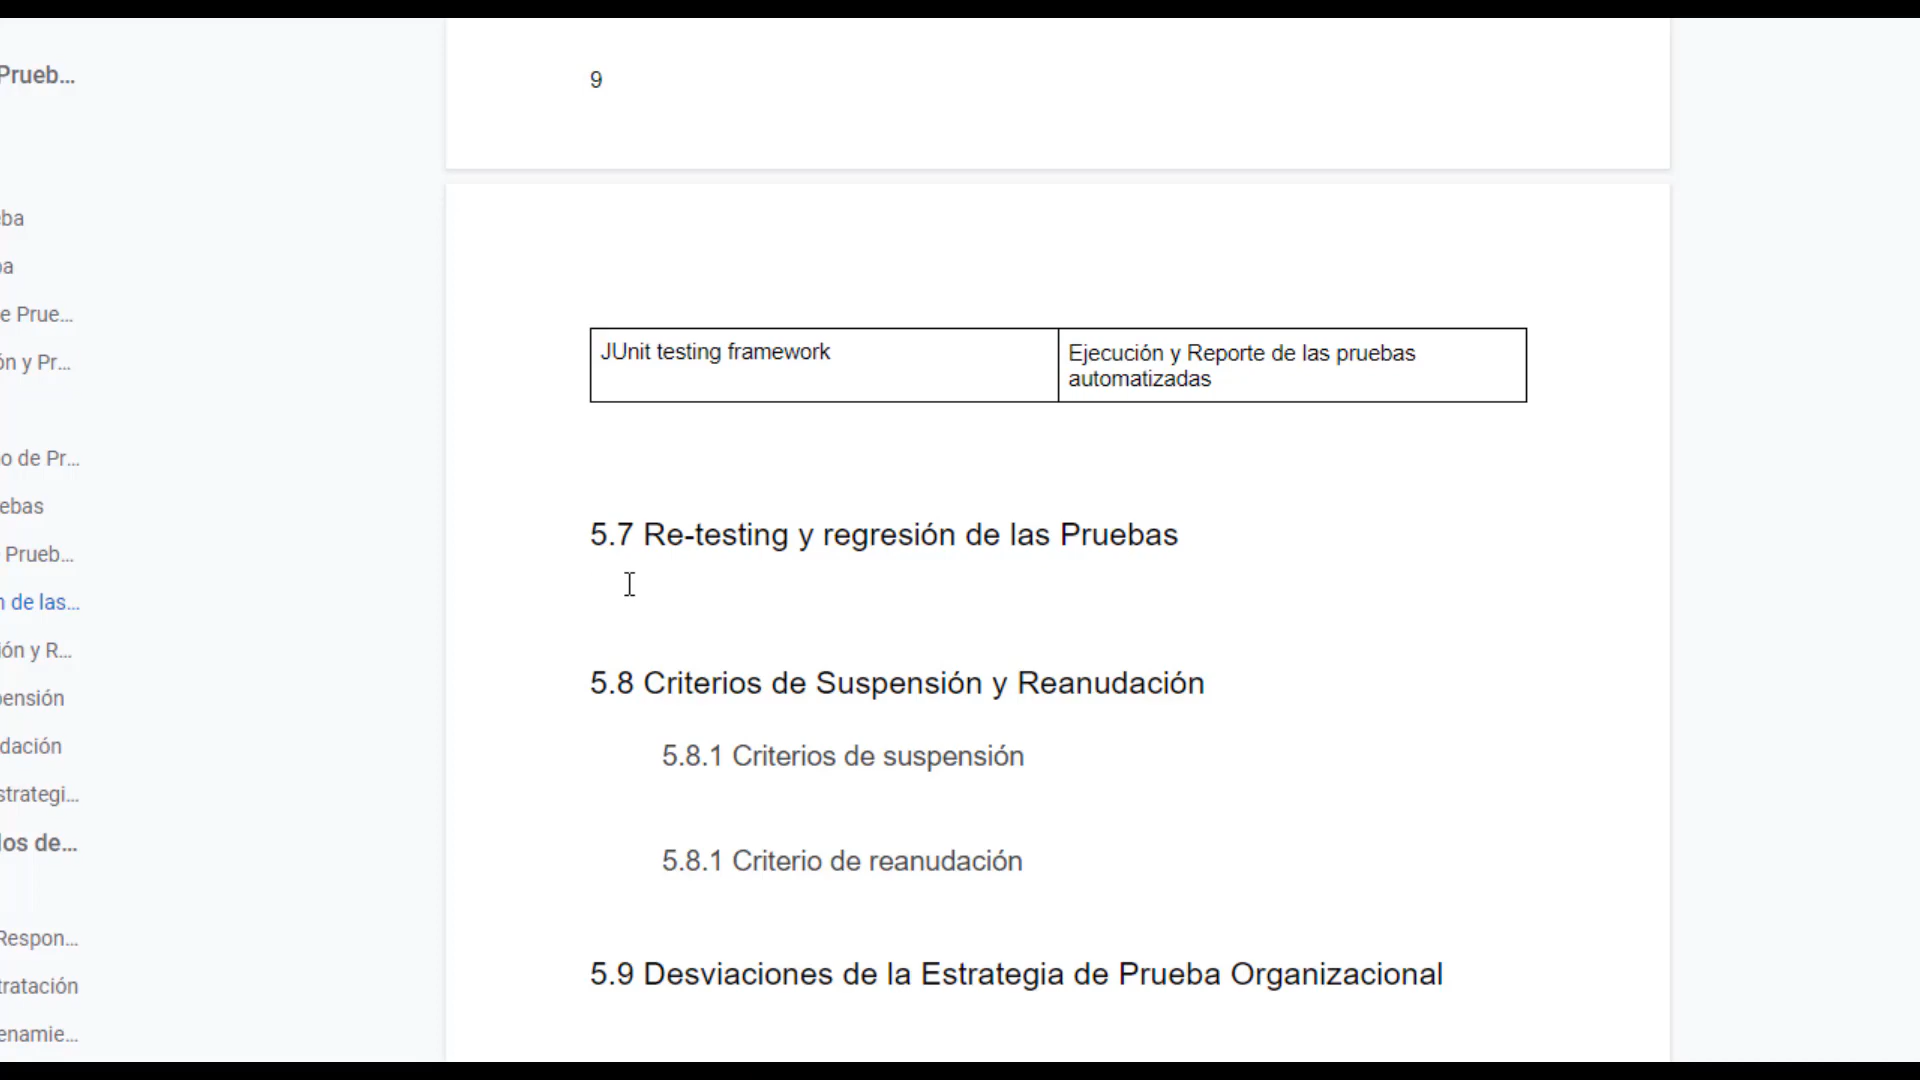 Prueb...
ba
ba
e Prue...
ón y Pr...
o de Pr...
ebas
Prueb...
n de las...
ión y R...
pensión
dación
strategi...
los de...
Respon...
tratación
enamie...
9
JUnit testing framework
Ejecución y Reporte de las pruebas
automatizadas
5.7 Re-testing y regresión de las Pruebas
5.8 Criterios de Suspensión y Reanudación
5.8.1 Criterios de suspensión
5.8.1 Criterio de reanudación
5.9 Desviaciones de la Estrategia de Prueba Organizacional